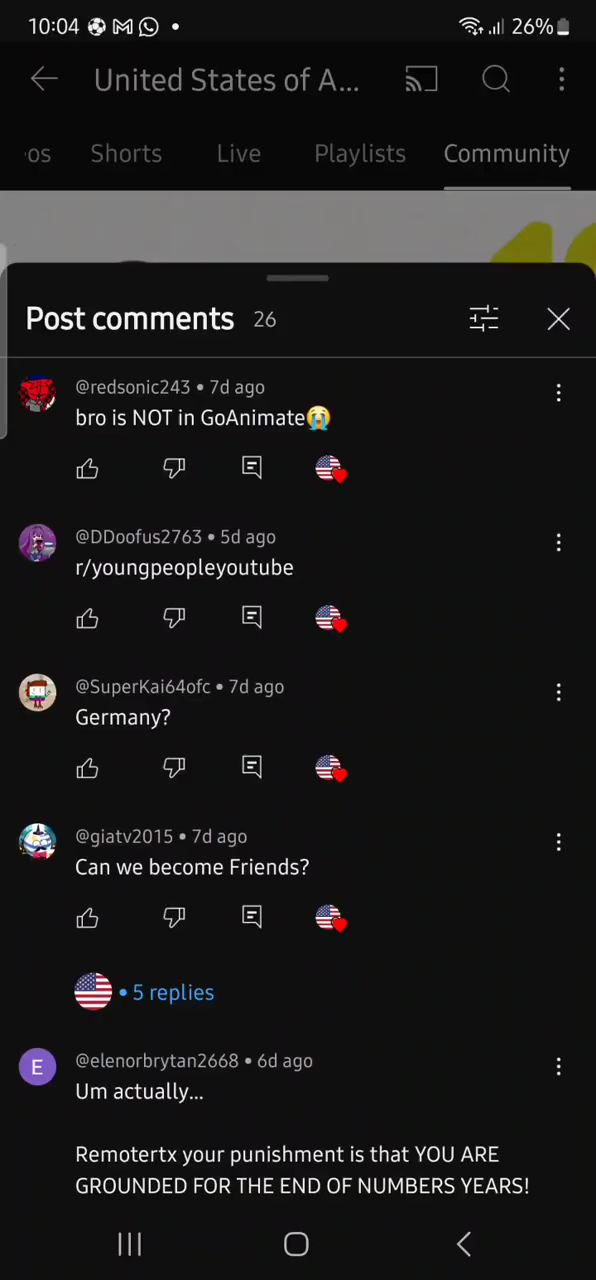 10:04
26%
United States of A...
os Shorts Live Playlists Community
Post comments 26
@redsonic243 • 7d ago
bro is NOT in GoAnimate😭
@DDoofus2763 • 5d ago
r/youngpeopleyoutube
@SuperKai64ofc • 7d ago
Germany?
@giatv2015 • 7d ago
Can we become Friends?
• 5 replies
E
@elenorbrytan2668 • 6d ago
Um actually...
Remotertx your punishment is that YOU ARE
GROUNDED FOR THE END OF NUMBERS YEARS!